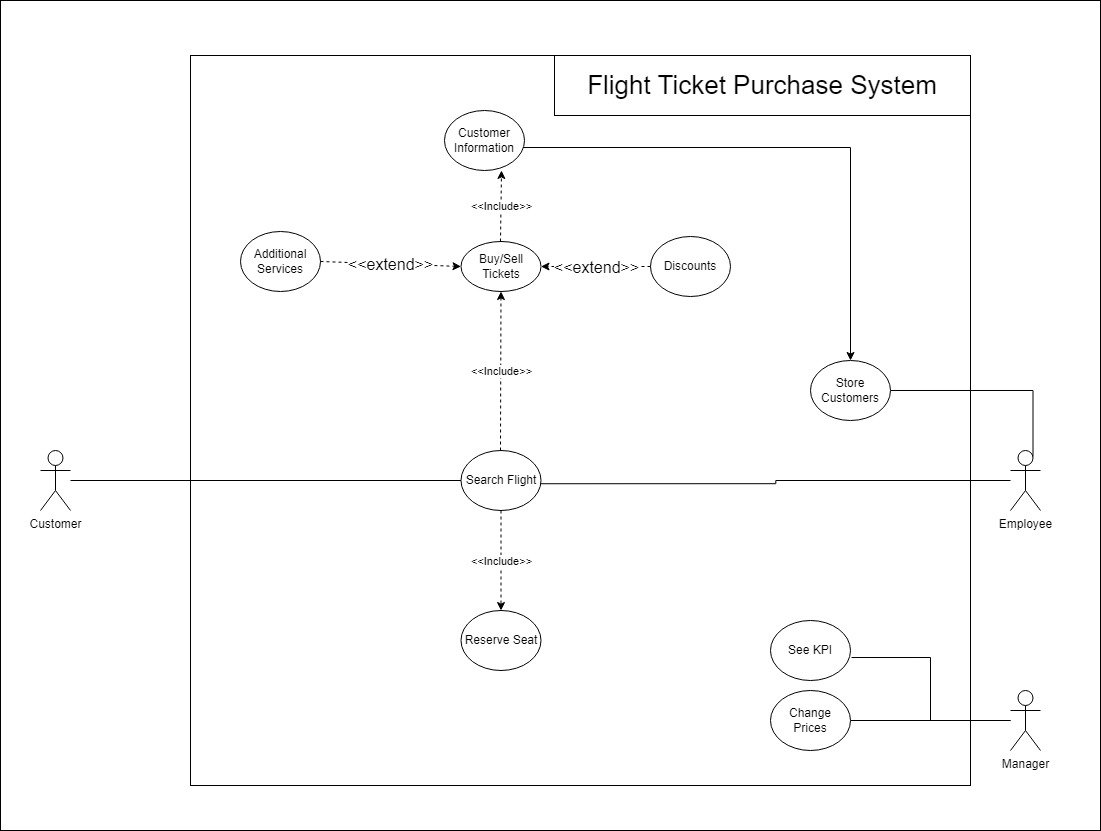 Flight Ticket Purchase System
Customer
Information
<<Include>>
Additional
Services
<<extend>>
Buy/Sell
Tickets
<<extend>>
Discounts
<<Include>>
Store
Customers
Search Flight
Customer
Employee
<<Include>>
Reserve Seat
See KPI
Change
Prices
Manager